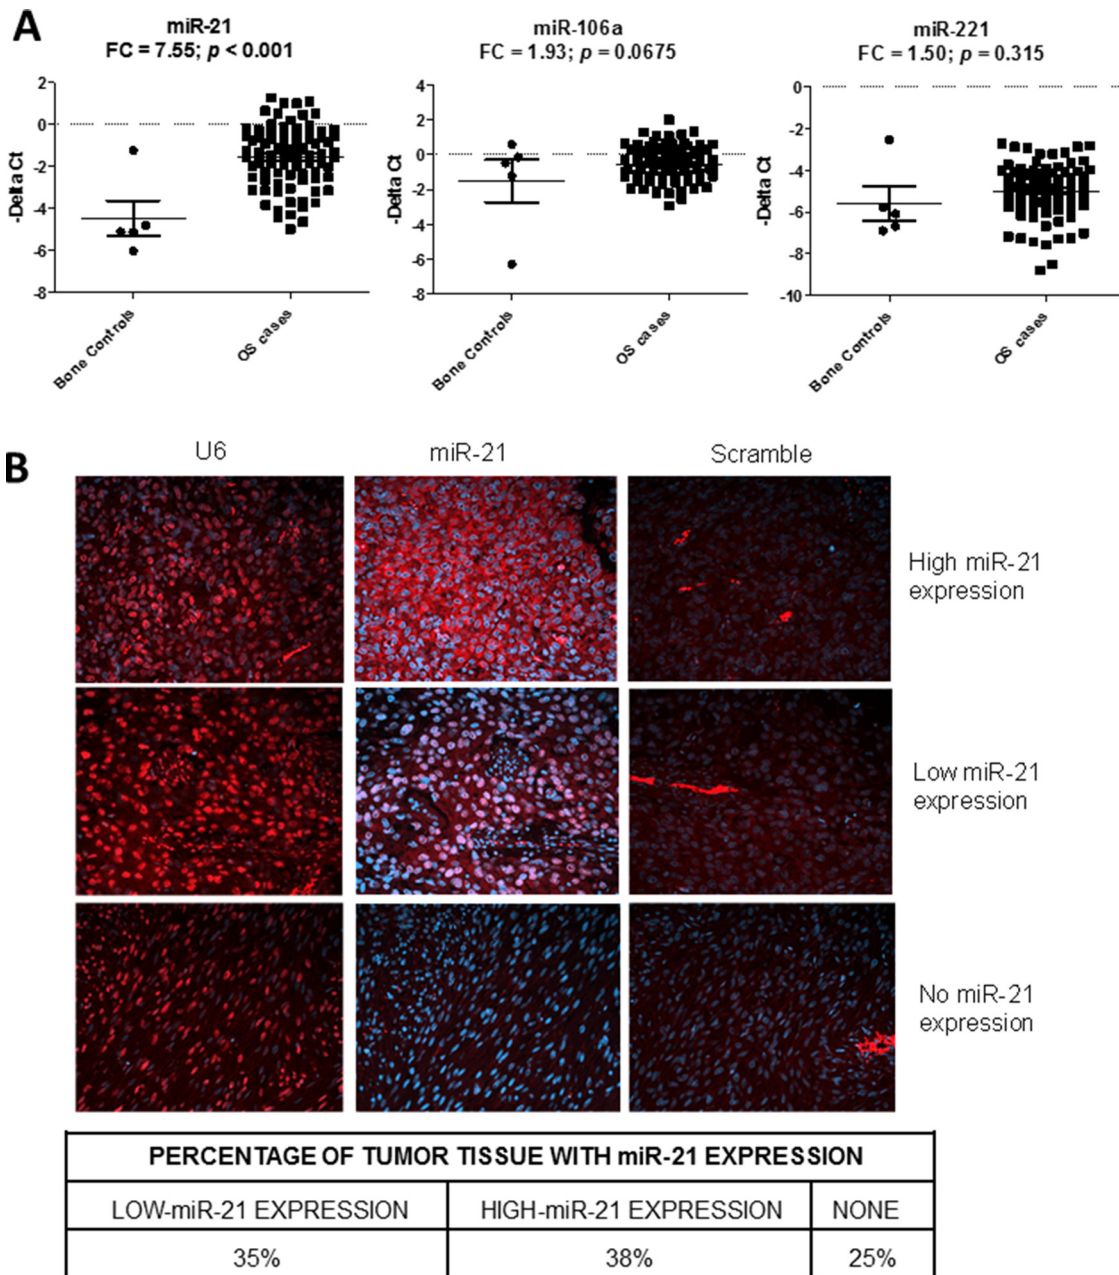 A
miR-21
FC = 7.55; p < 0.001
miR-106a
FC = 1.93; p = 0.0675
miR-221
FC = 1.50; p = 0.315
-Delta Ct
2
0
-2
-4
-6
-8
Bone Controls
OS cases
-Delta Ct
4
2
0
-2
-4
-6
-8
Bone Controls
OS cases
-Delta Ct
0
-2
-4
-6
-8
-10
Bone Controls
OS cases
B
U6
miR-21
Scramble
High miR-21
expression
Low miR-21
expression
No miR-21
expression
PERCENTAGE OF TUMOR TISSUE WITH miR-21 EXPRESSION
LOW-miR-21 EXPRESSION
HIGH-miR-21 EXPRESSION
NONE
35%
38%
25%